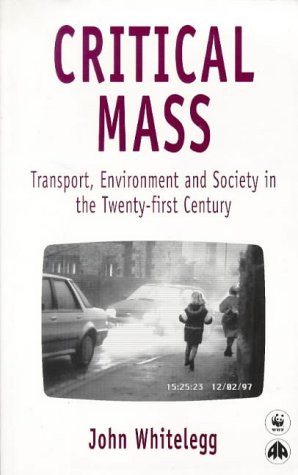 CRITICAL
MASS
Transport, Environment and Society in
the Twenty-first Century
15:25:23 12/02/97
WWF
John Whitelegg